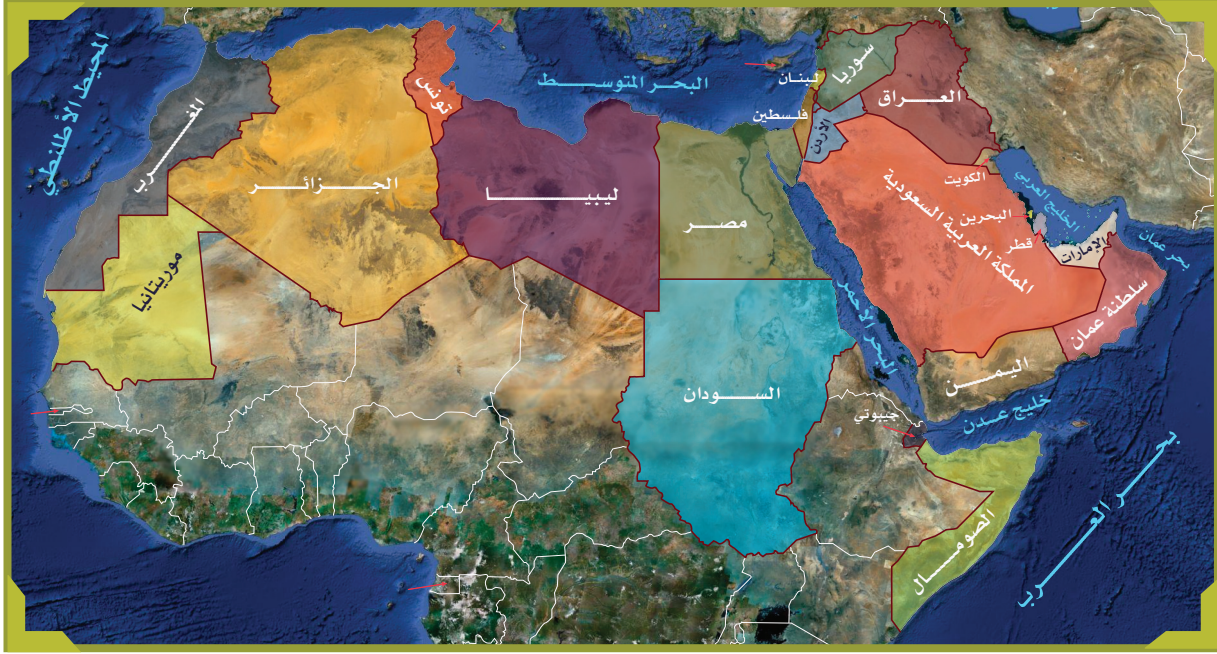 المحيط الأطلنطي
البحر المتوسط
المغرب
الجزائر
تونس
ليبيا
مصر
موريتانيا
السودان
لبنان
سوريا
العراق
فلسطين
الأردن
الكويت
المملكة العربية السعودية
الخليج العربي
البحرين
قطر
الإمارات
بحر عمان
سلطنة عمان
البحر الأحمر
اليمن
خليج عدن
جيبوتي
الصومال
بحر العرب